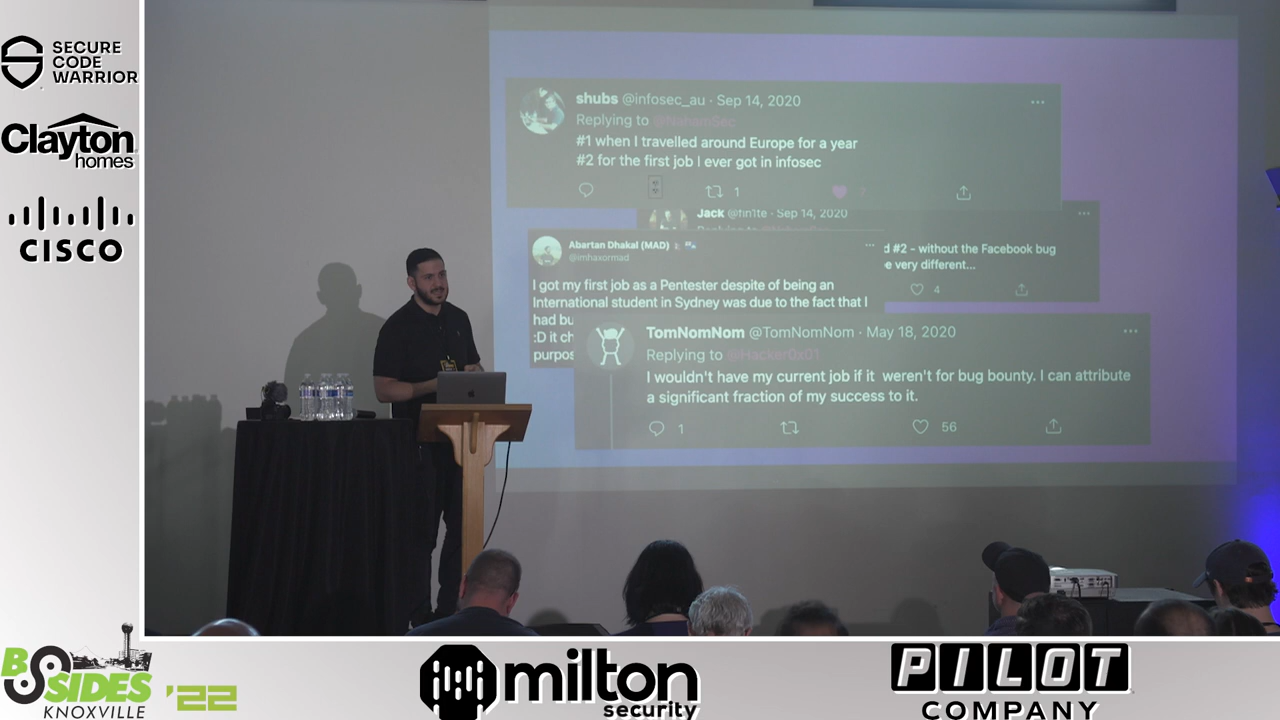 SECURE
CODE
WARRIOR
Clayton
homes
CISCO
shubs @infosec_au · Sep 14, 2020
Replying to @NahamSec
#1 when I travelled around Europe for a year
#2 for the first job I ever got in infosec
1
Jack @fin1te · Sep 14, 2020
#2 - without the Facebook bug
very different...
4
Abartan Dhakal (MAD)
@imhaxormad
I got my first job as a Pentester despite of being an
International student in Sydney was due to the fact that I
had bu
:D it ch
purpos
TomNomNom @TomNomNom · May 18, 2020
Replying to @Hacker0x01
I wouldn't have my current job if it weren't for bug bounty. I can attribute
a significant fraction of my success to it.
1
56
BSIDES '22
KNOXVILLE
milton
security
PILOT
COMPANY